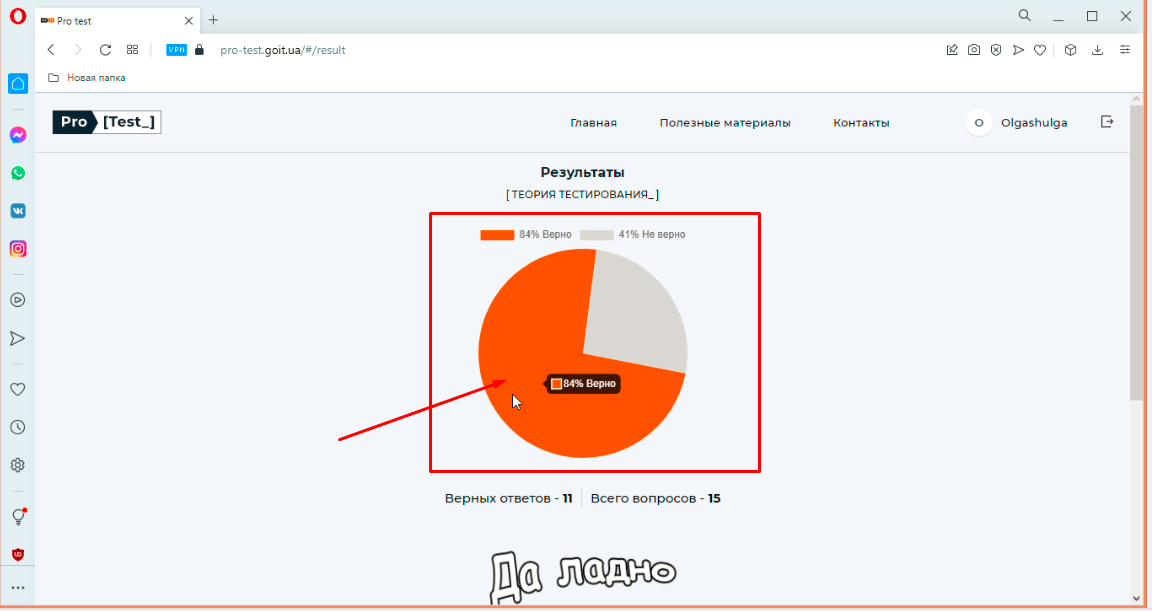 Pro test
VPN pro-test.goit.ua/#/result
Новая папка
Pro [Test_] Главная Полезные материалы Контакты O Olgashulga
Результаты
[ ТЕОРИЯ ТЕСТИРОВАНИЯ_ ]
84% Верно 41% Не верно
84% Верно
Верных ответов - 11 Всего вопросов - 15
Да ладно